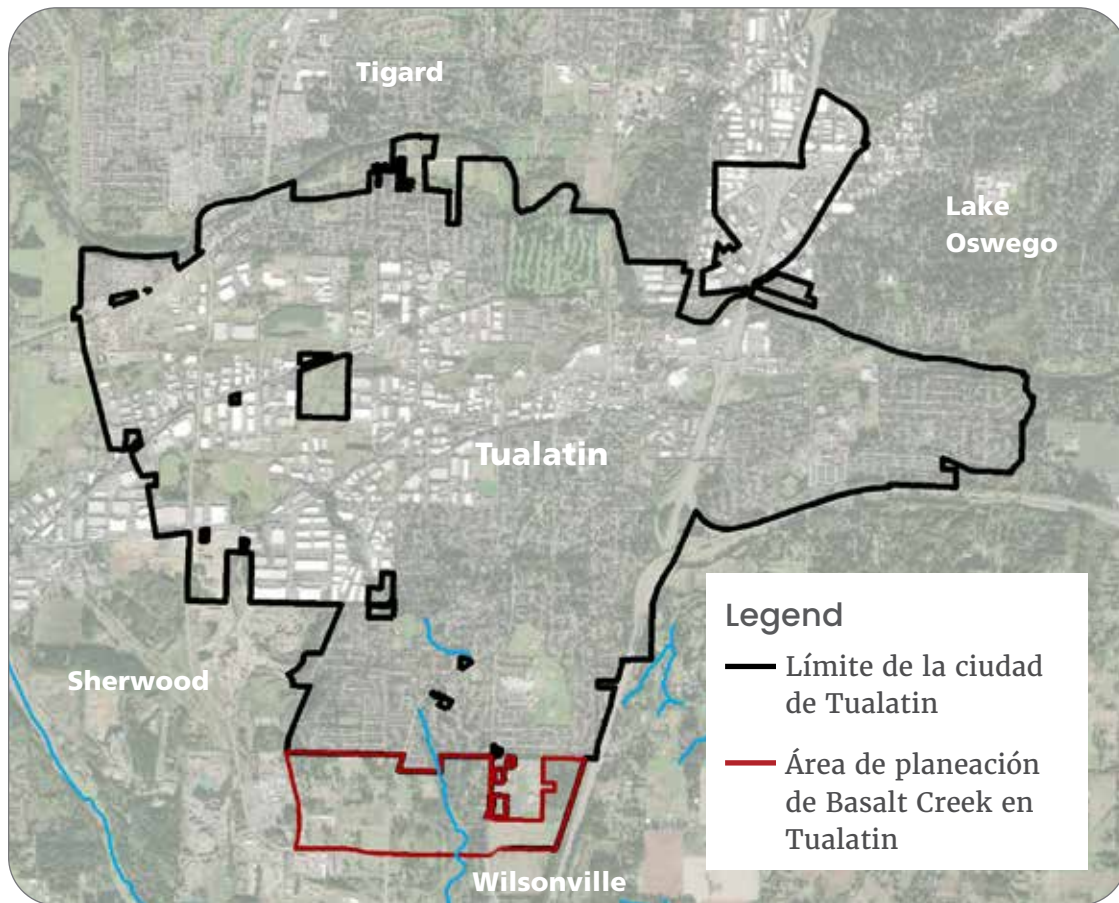 Tigard
Lake
Oswego
Tualatin
Sherwood
Wilsonville
Legend
Límite de la ciudad
de Tualatin
Área de planeación
de Basalt Creek en
Tualatin